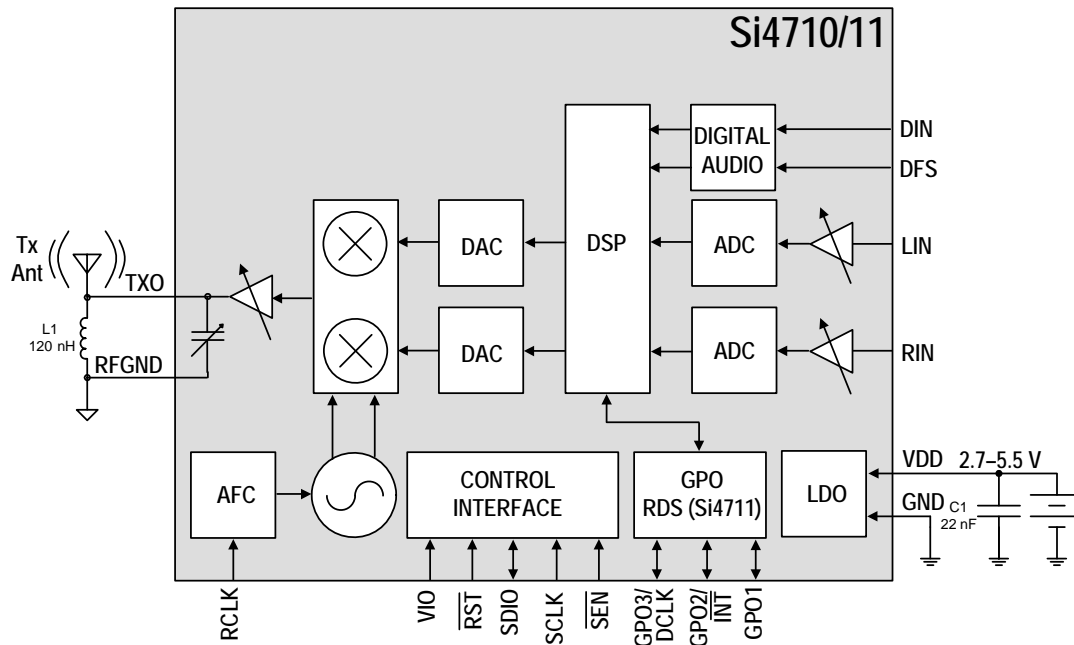 Si4710/11
DIN
DIGITAL
AUDIO
DFS
DSP
DAC
ADC
LIN
Tx
Ant
TXO
L1
120 nH
RFGND
DAC
ADC
RIN
AFC
CONTROL
INTERFACE
GPO
RDS (Si4711)
LDO
VDD
2.7–5.5 V
GND
C1
22 nF
RCLK
VIO
RST
SDIO
SCLK
SEN
GPO3/
DCLK
GPO2/
INT
GPO1